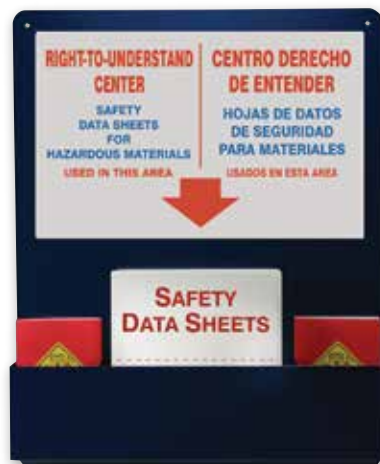 RIGHT-TO-UNDERSTAND
CENTER
SAFETY
DATA SHEETS
FOR
HAZARDOUS MATERIALS
USED IN THIS AREA
CENTRO DERECHO
DE ENTENDER
HOJAS DE DATOS
DE SEGURIDAD
PARA MATERIALES
USADOS EN ESTA AREA
SAFETY
DATA SHEETS